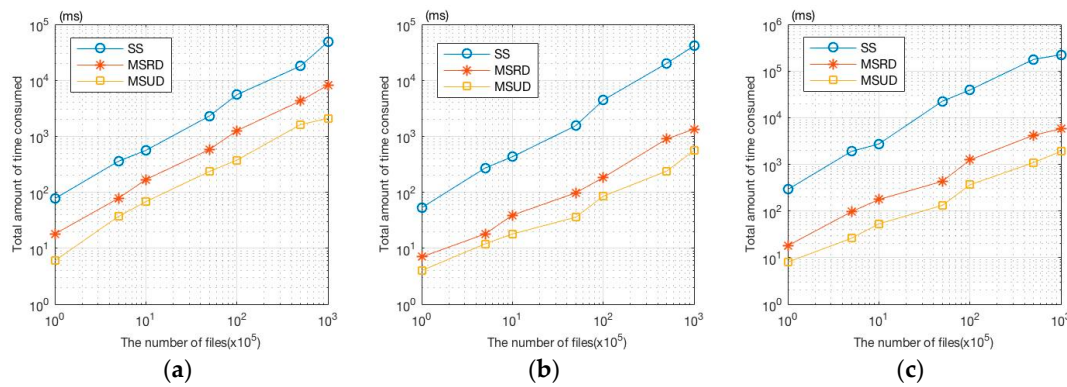 (ms)
10^5
10^4
10^3
10^2
10^1
10^0
SS
MSRD
MSUD
Total amount of time consumed
10^0 10^1 10^2 10^3
The number of files(x10^5)
(a)
(ms)
10^5
10^4
10^3
10^2
10^1
10^0
SS
MSRD
MSUD
Total amount of time consumed
10^0 10^1 10^2 10^3
The number of files(x10^5)
(b)
(ms)
10^6
10^5
10^4
10^3
10^2
10^1
10^0
SS
MSRD
MSUD
Total amount of time consumed
10^0 10^1 10^2 10^3
The number of files(x10^5)
(c)